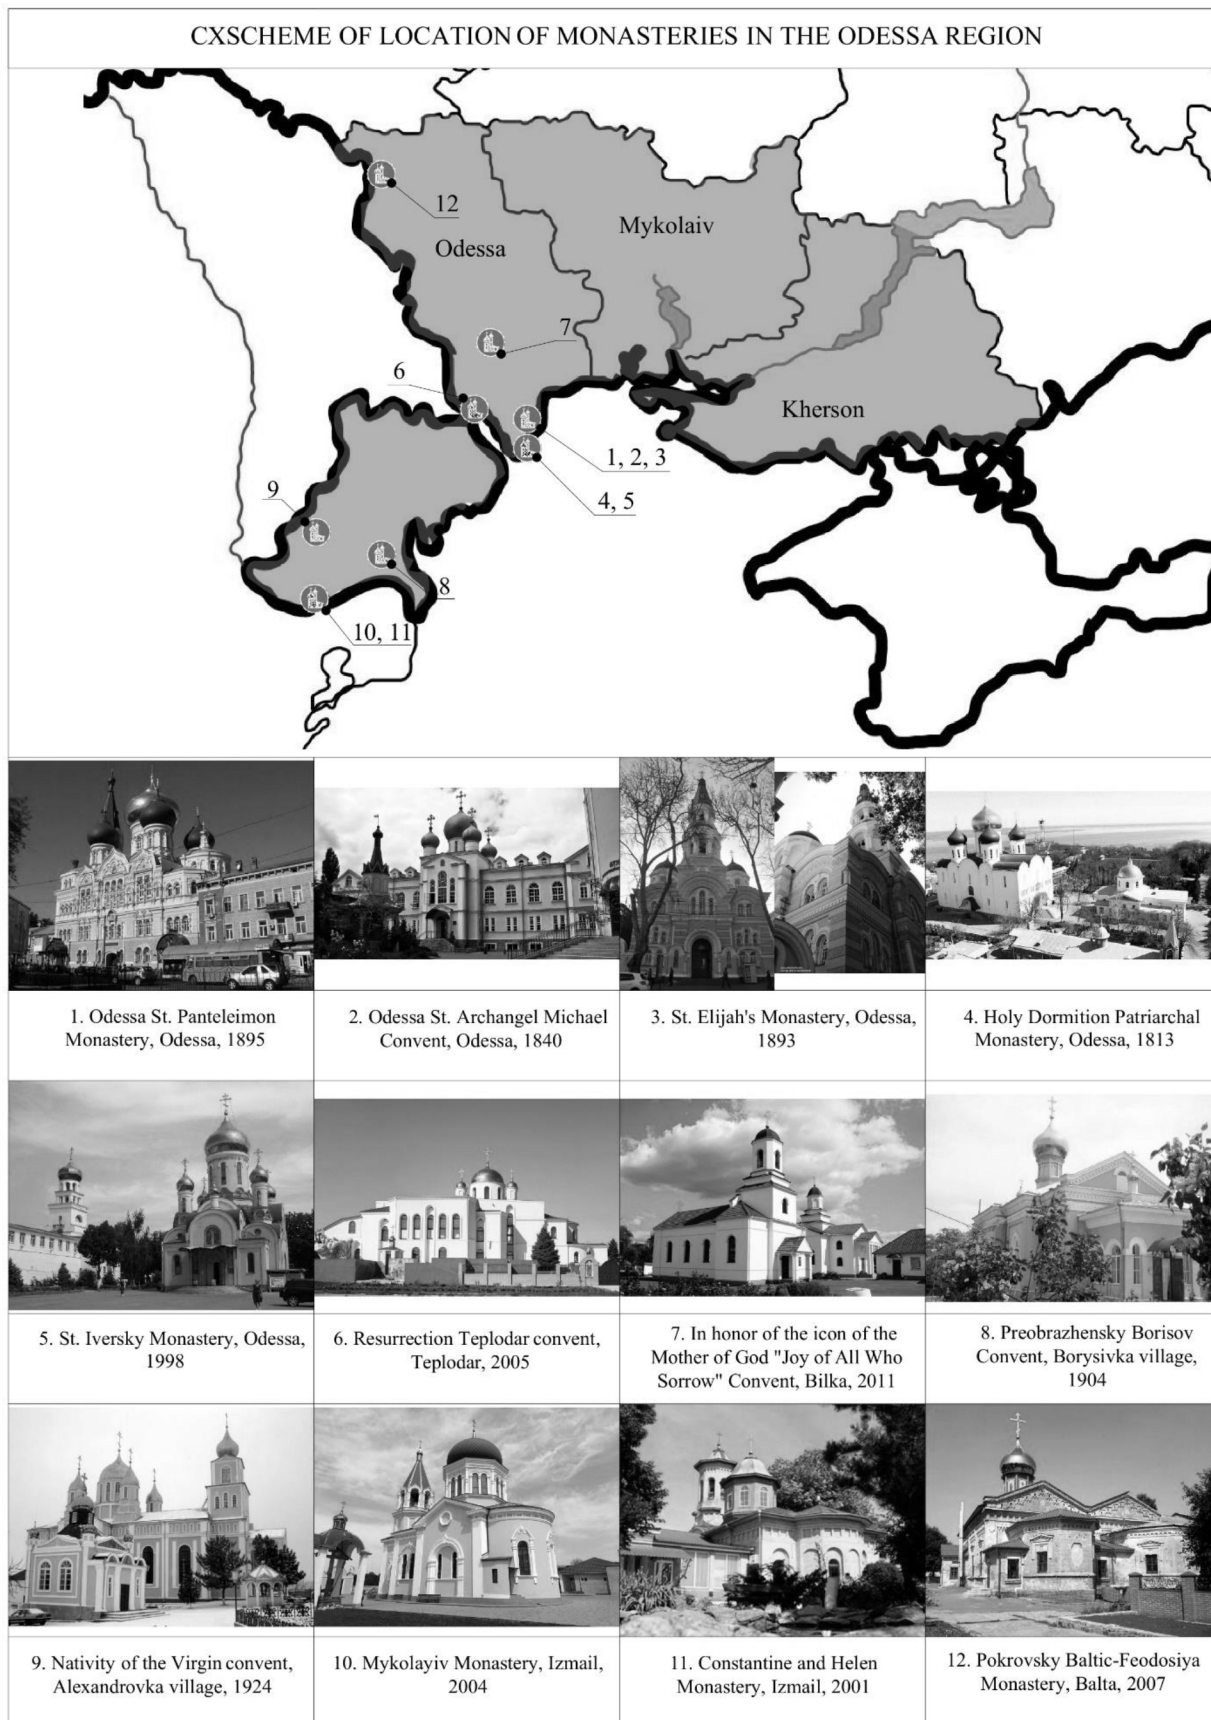 CXSCHEME OF LOCATION OF MONASTERIES IN THE ODESSA REGION
12
Mykolaiv
Odessa
7
6
Kherson
1, 2, 3
9
4, 5
8
10, 11
1. Odessa St. Panteleimon
Monastery, Odessa, 1895
2. Odessa St. Archangel Michael
Convent, Odessa, 1840
3. St. Elijah's Monastery, Odessa,
1893
4. Holy Dormition Patriarchal
Monastery, Odessa, 1813
5. St. Iversky Monastery, Odessa,
1998
6. Resurrection Teplodar convent,
Teplodar, 2005
7. In honor of the icon of the
Mother of God "Joy of All Who
Sorrow" Convent, Bilka, 2011
8. Preobrazhensky Borisov
Convent, Borysivka village,
1904
9. Nativity of the Virgin convent,
Alexandrovka village, 1924
10. Mykolayiv Monastery, Izmail,
2004
11. Constantine and Helen
Monastery, Izmail, 2001
12. Pokrovsky Baltic-Feodosiya
Monastery, Balta, 2007